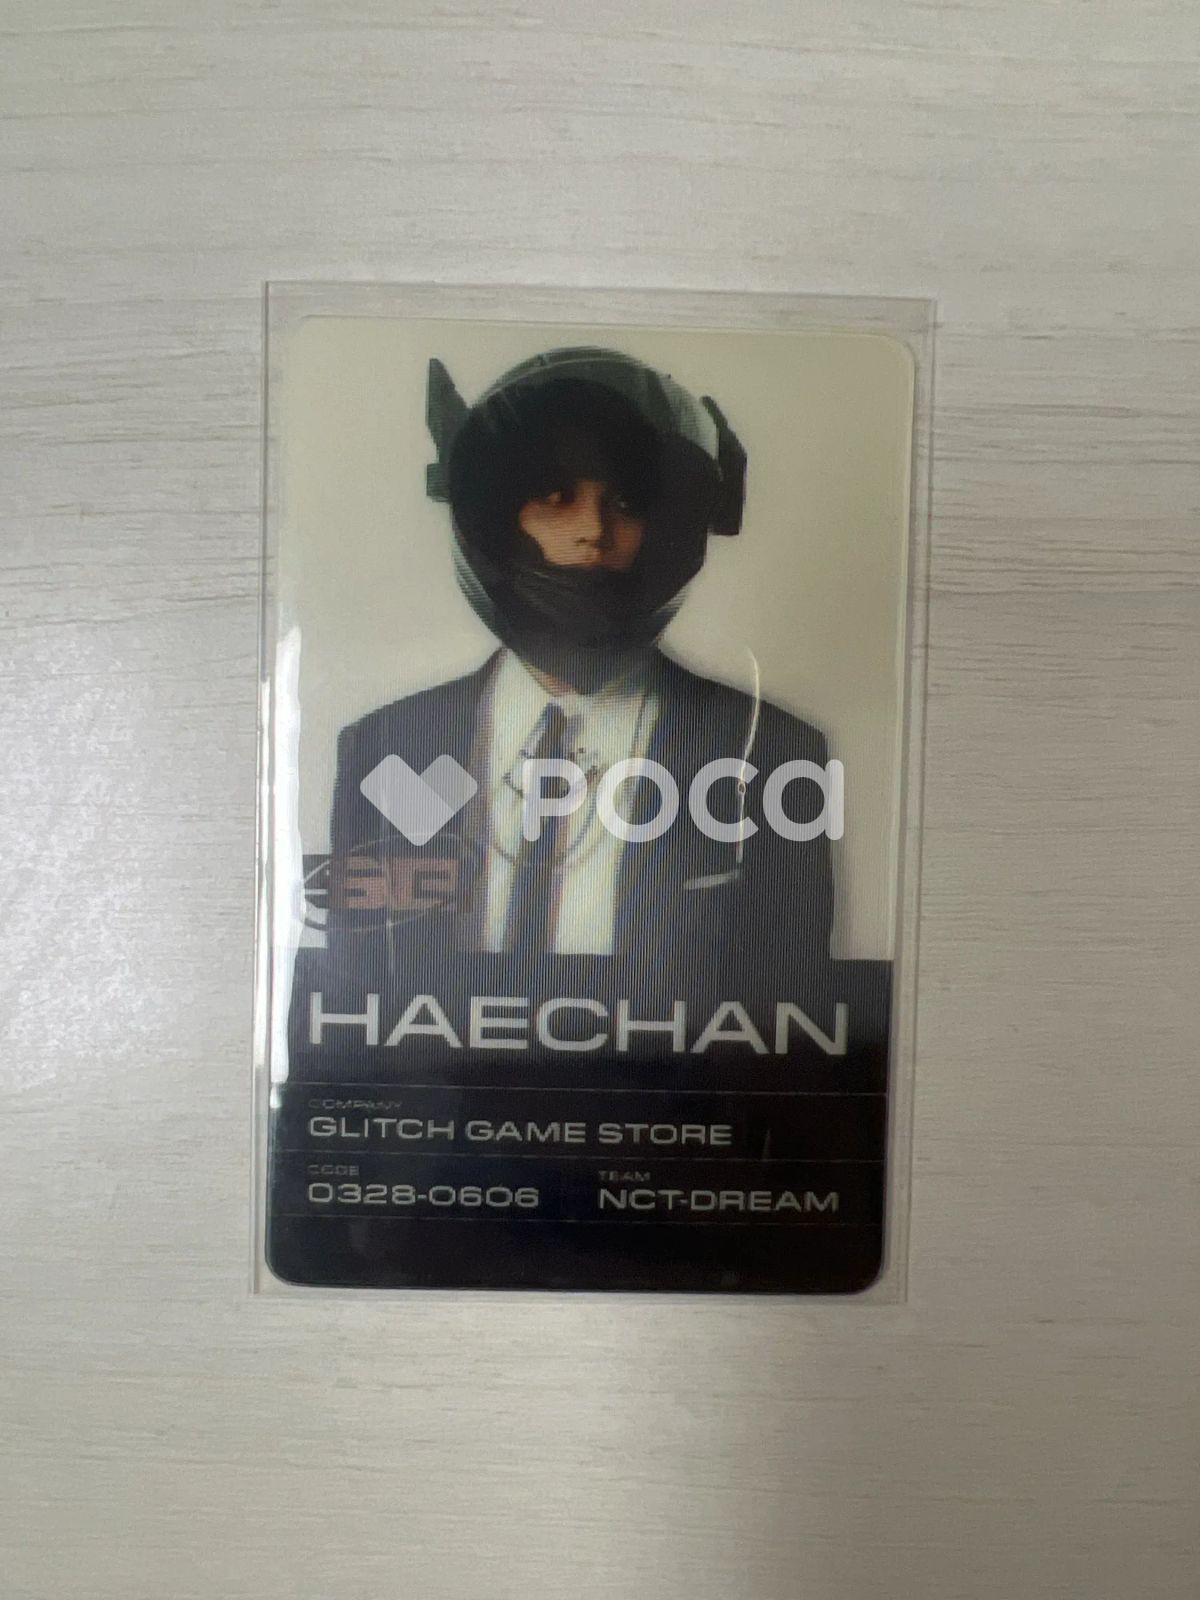 POCA
HAECHAN
COMPANY
GLITCH GAME STORE
CODE
TEAM
0328-0606
NCT-DREAM